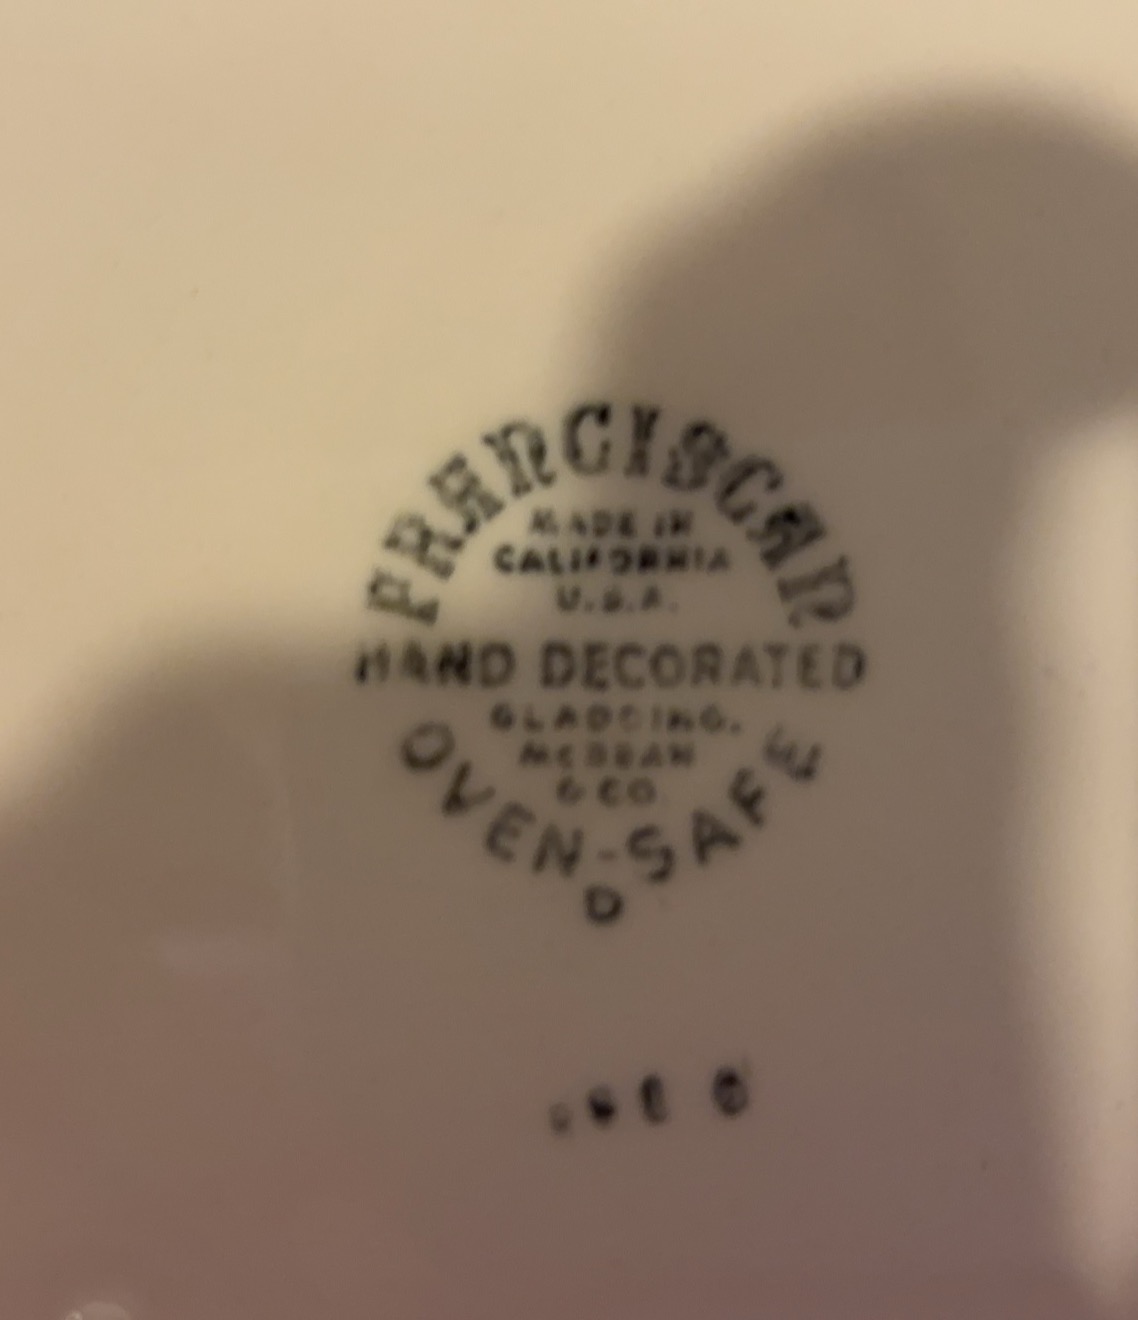 FRANCISCAN
MADE IN
CALIFORNIA
U.S.A.
HAND DECORATED
GLADDING,
McBEAN
& CO.
OVEN-SAFE
D